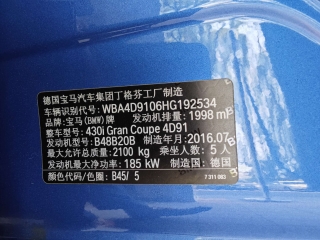 德国宝马汽车集团丁格芬工厂制造
车辆识别代号: WBA4D9106HG192534
品牌: 宝马(BMW)牌 发动机排量: 1998 ml
整车型号: 430i Gran Coupe 4D91
发动机型号: B48B20B 制造年月: 2016.07
最大允许总质量: 2100 kg 乘坐人数: 5 人
发动机最大净功率: 185 kW 制造国: 德国
颜色代码/色圈: B45/ 5
7 311 083